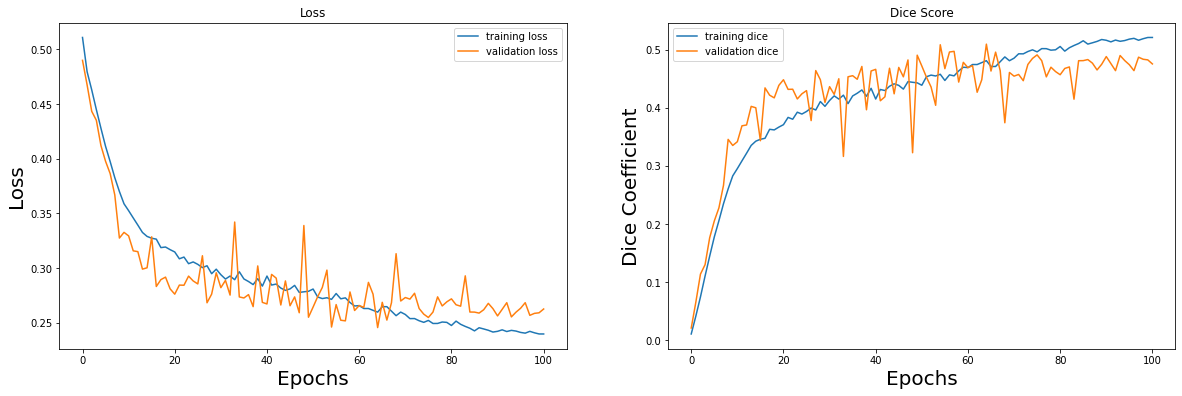 Loss
training loss
validation loss
0.50
0.45
0.40
0.35
0.30
0.25
Loss
0
20
40
60
80
100
Epochs
Dice Score
training dice
validation dice
0.5
0.4
0.3
0.2
0.1
0.0
Dice Coefficient
0
20
40
60
80
100
Epochs